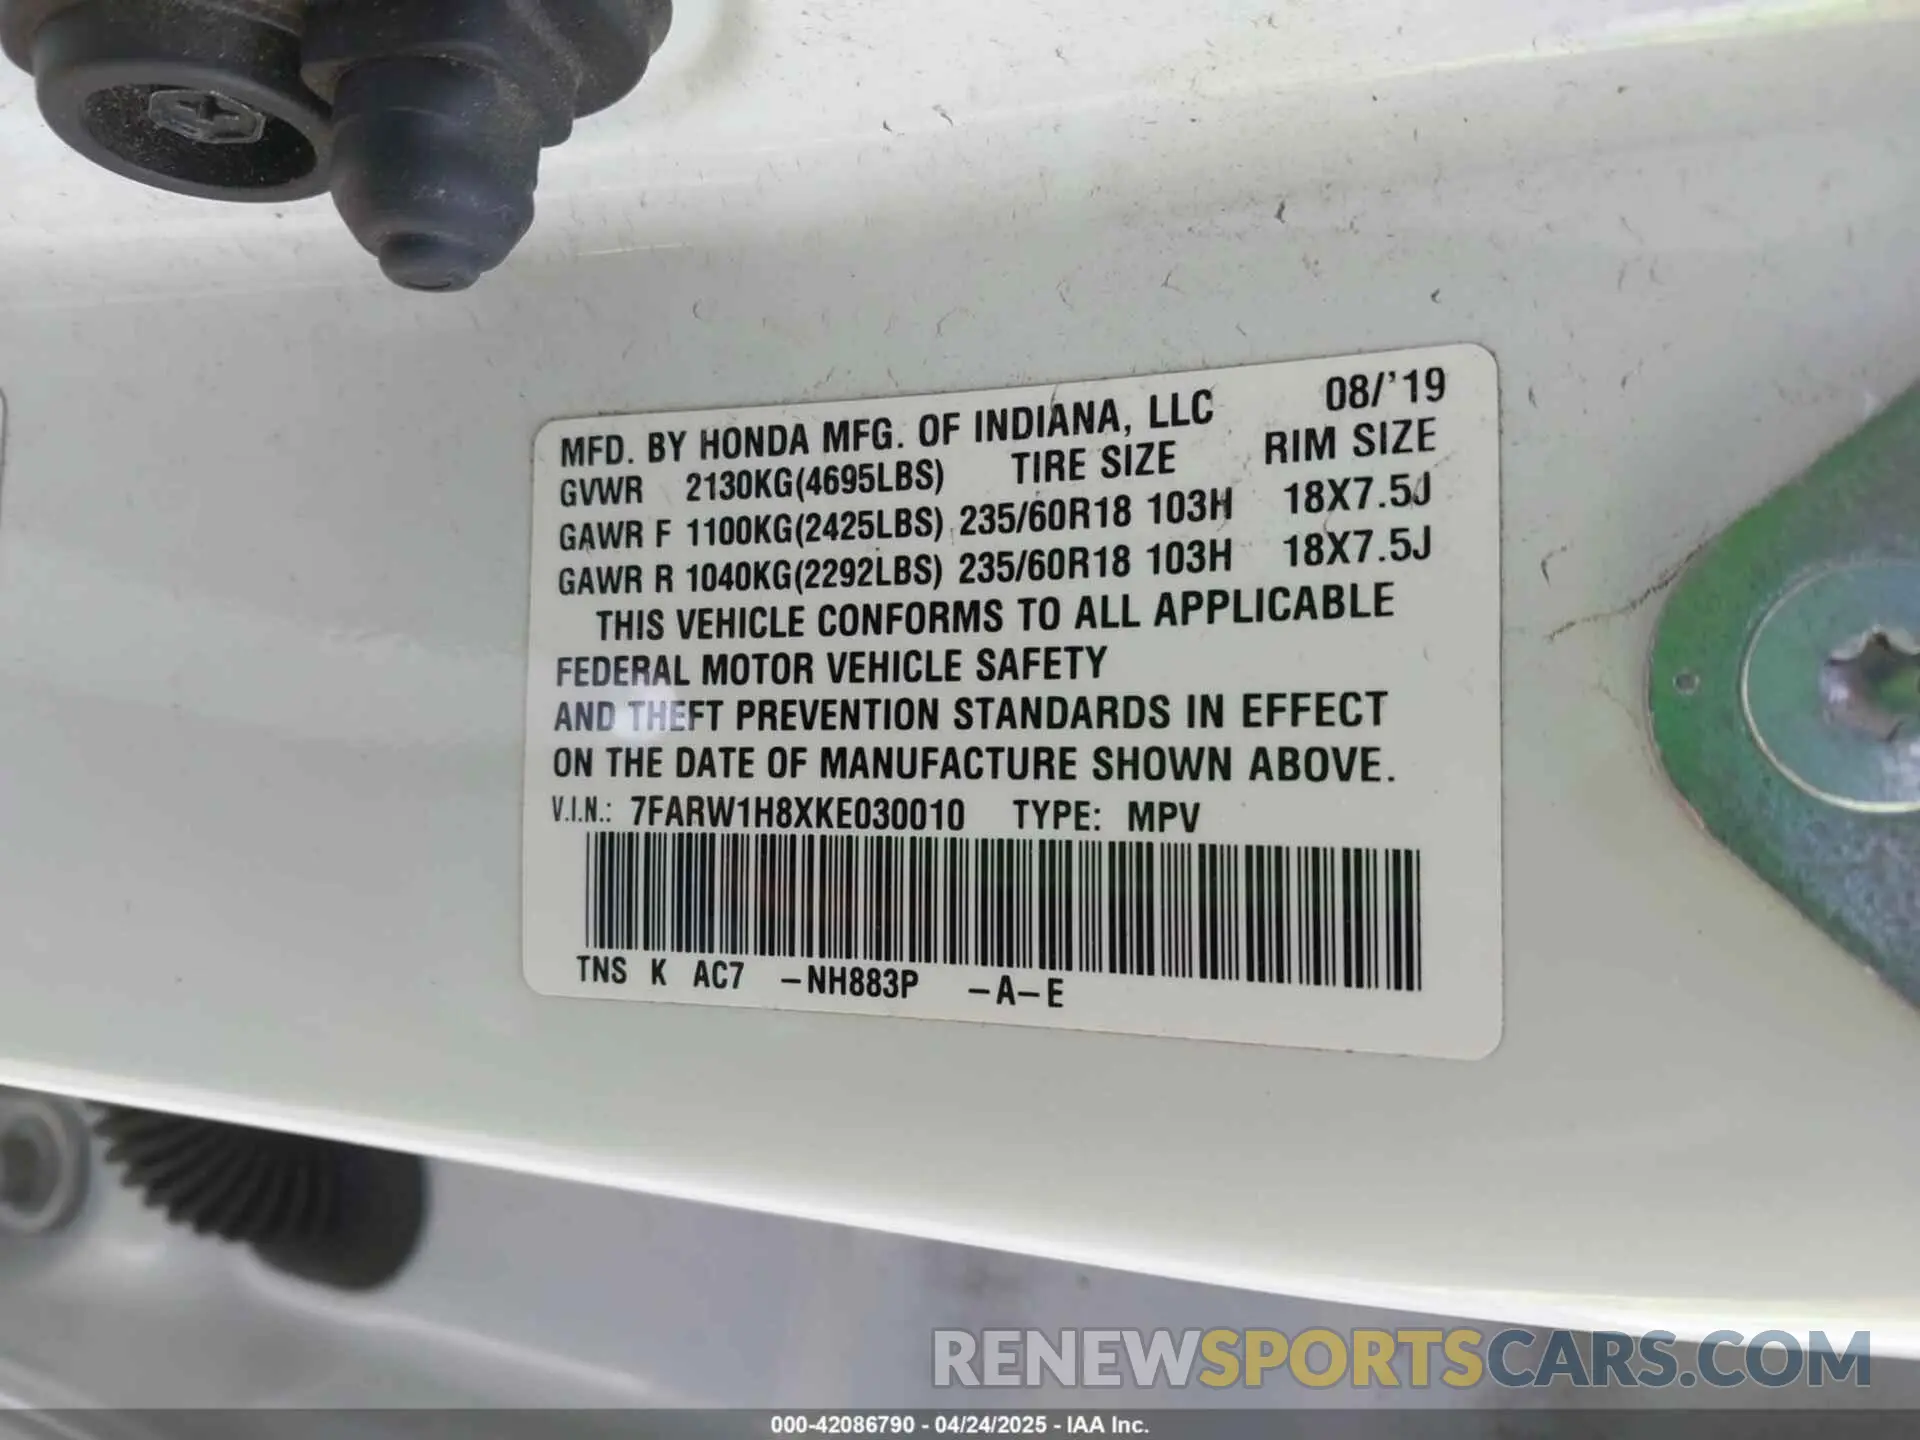 MFD. BY HONDA MFG. OF INDIANA, LLC 08/'19
GVWR 2130KG(4695LBS) TIRE SIZE RIM SIZE
GAWR F 1100KG(2425LBS) 235/60R18 103H 18X7.5J
GAWR R 1040KG(2292LBS) 235/60R18 103H 18X7.5J
THIS VEHICLE CONFORMS TO ALL APPLICABLE
FEDERAL MOTOR VEHICLE SAFETY
AND THEFT PREVENTION STANDARDS IN EFFECT
ON THE DATE OF MANUFACTURE SHOWN ABOVE.
V.I.N.: 7FARW1H8XKE030010 TYPE: MPV
TNS K AC7 -NH883P -A-E
RENEWSPORTSCARS.COM
000-42086790 - 04/24/2025 - IAA Inc.